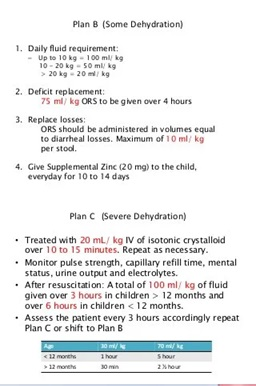 Plan B (Some Dehydration)
1. Daily fluid requirement:
- Up to 10 kg = 100 ml/ kg
10 - 20 kg = 50 ml/ kg
> 20 kg = 20 ml/ kg
2. Deficit replacement:
75 ml/ kg ORS to be given over 4 hours
3. Replace losses:
ORS should be administered in volumes equal
to diarrheal losses. Maximum of 10 ml/ kg
per stool.
4. Give Supplemental Zinc (20 mg) to the child,
everyday for 10 to 14 days
Plan C (Severe Dehydration)
• Treated with 20 mL/ kg IV of isotonic crystalloid
over 10 to 15 minutes. Repeat as necessary.
• Monitor pulse strength, capillary refill time, mental
status, urine output and electrolytes.
• After resuscitation: A total of 100 ml/ kg of fluid
given over 3 hours in children > 12 months and
over 6 hours in children < 12 months.
• Assess the patient every 3 hours accordingly repeat
Plan C or shift to Plan B
Age 30 ml/ kg 70 ml/ kg
< 12 months 1 hour 5 hour
> 12 months 30 min 2 ½ hour